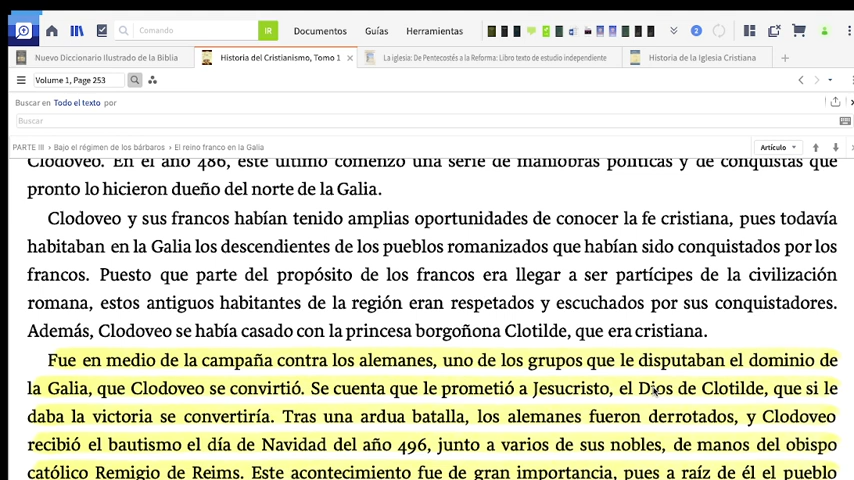 Comando
IR
Documentos
Guías
Herramientas
2
Nuevo Diccionario Ilustrado de la Biblia
Historia del Cristianismo, Tomo 1
La iglesia: De Pentecostés a la Reforma: Libro texto de estudio independiente
Historia de la Iglesia Cristiana
Volume 1, Page 253
Buscar en Todo el texto por
Buscar
PARTE III › Bajo el régimen de los bárbaros › El reino franco en la Galia
Artículo
Clodoveo. En el año 486, este último comenzó una serie de maniobras políticas y de conquistas que
pronto lo hicieron dueño del norte de la Galia.
Clodoveo y sus francos habían tenido amplias oportunidades de conocer la fe cristiana, pues todavía
habitaban en la Galia los descendientes de los pueblos romanizados que habían sido conquistados por los
francos. Puesto que parte del propósito de los francos era llegar a ser partícipes de la civilización
romana, estos antiguos habitantes de la región eran respetados y escuchados por sus conquistadores.
Además, Clodoveo se había casado con la princesa borgoñona Clotilde, que era cristiana.
Fue en medio de la campaña contra los alemanes, uno de los grupos que le disputaban el dominio de
la Galia, que Clodoveo se convirtió. Se cuenta que le prometió a Jesucristo, el Dios de Clotilde, que si le
daba la victoria se convertiría. Tras una ardua batalla, los alemanes fueron derrotados, y Clodoveo
recibió el bautismo el día de Navidad del año 496, junto a varios de sus nobles, de manos del obispo
católico Remigio de Reims. Este acontecimiento fue de gran importancia, pues a raíz de él el pueblo